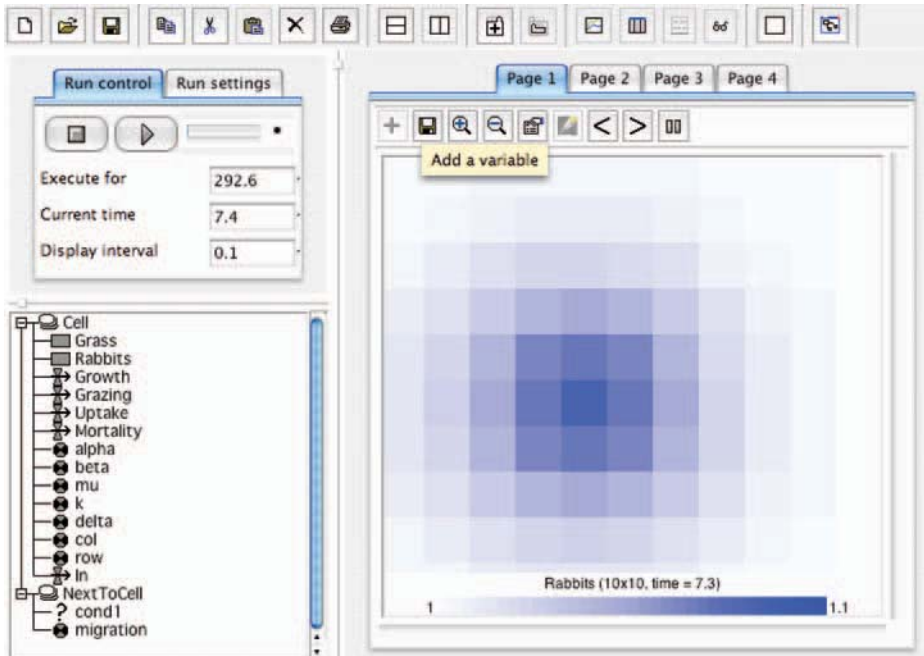 Run control Run settings
Execute for 292.6
Current time 7.4
Display interval 0.1
Cell
Grass
Rabbits
Growth
Grazing
Uptake
Mortality
alpha
beta
mu
k
delta
col
row
In
NextToCell
? cond1
migration
Page 1 Page 2 Page 3 Page 4
Add a variable
Rabbits (10x10, time = 7.3)
1 1.1